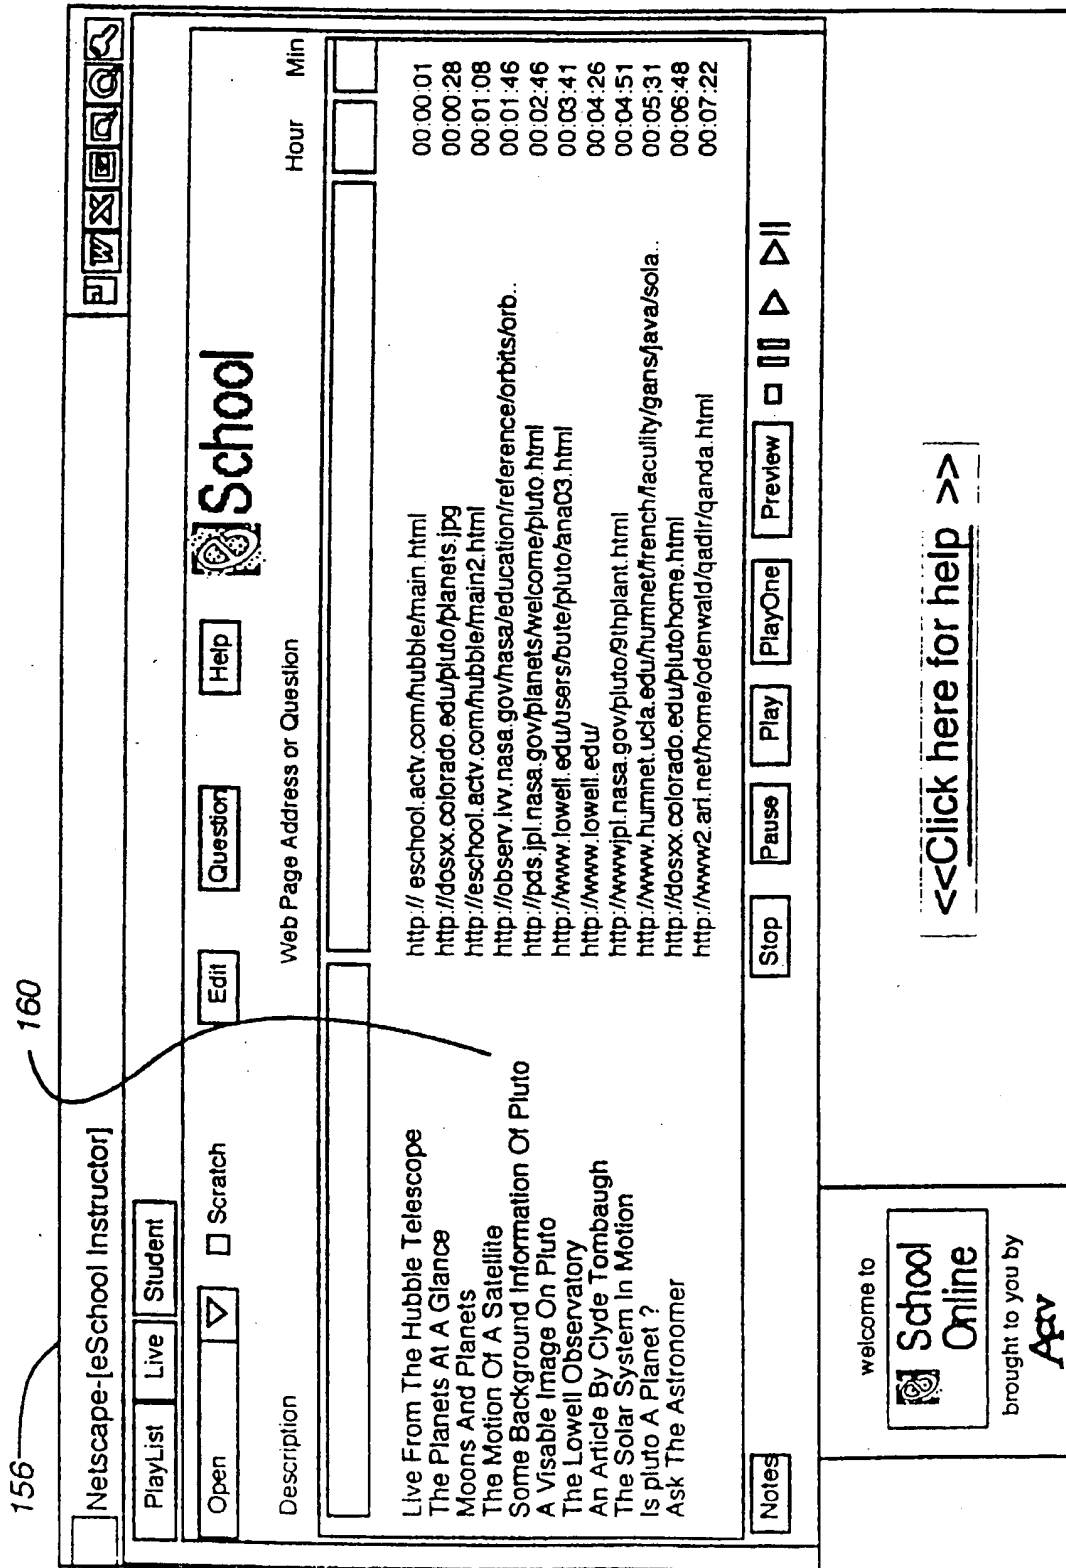 156
160
Netscape-[eSchool Instructor]
PlayList Live Student
Open Scratch Edit Question Help School
Description Web Page Address or Question Hour Min
Live From The Hubble Telescope http:// eschool.actv.com/hubble/main.html 00:00:01
The Planets At A Glance http://dosxx.colorado.edu/pluto/planets.jpg 00:00:28
Moons And Planets http://eschool.actv.com/hubble/main2.html 00:01:08
The Motion Of A Satellite http://observ.ivv.nasa.gov/nasa/education/reference/orbits/orb.. 00:01:46
Some Background Information Of Pluto http://pds.jpl.nasa.gov/planets/welcome/pluto.html 00:02:46
A Visable Image On Pluto http://www.lowell.edu/users/bute/pluto/ana03.html 00:03:41
The Lowell Observatory http://www.lowell.edu/ 00:04:26
An Article By Clyde Tombaugh http://wwwjpl.nasa.gov/pluto/9thplant.html 00:04:51
The Solar System In Motion http://www.humnet.ucla.edu/humnet/french/faculity/gans/java/sola.. 00:05;31
Is pluto A Planet ? http://dosxx.colorado.edu/plutohome.html 00:06:48
Ask The Astronomer http://www2.ari.net/home/odenwald/qadir/qanda.html 00:07:22
Notes Stop Pause Play PlayOne Preview
welcome to
School
Online
brought to you by
Actv
<<Click here for help >>